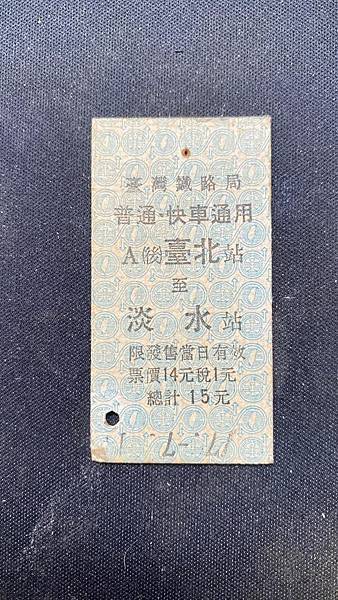 臺灣鐵路局
普通·快車通用
A(後)臺北站
至
淡水站
限發售當日有效
票價14元稅1元
總計15元